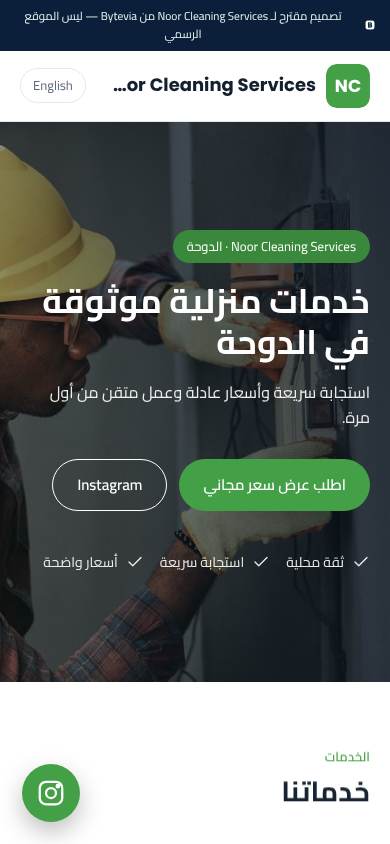 تصميم مقترح لـ Noor Cleaning Services من Bytevia — ليس الموقع
الرسمي
NC
...or Cleaning Services
English
Noor Cleaning Services · الدوحة
خدمات منزلية موثوقة
في الدوحة
استجابة سريعة وأسعار عادلة وعمل متقن من أول
مرة.
اطلب عرض سعر مجاني
Instagram
ثقة محلية
استجابة سريعة
أسعار واضحة
الخدمات
خدماتنا